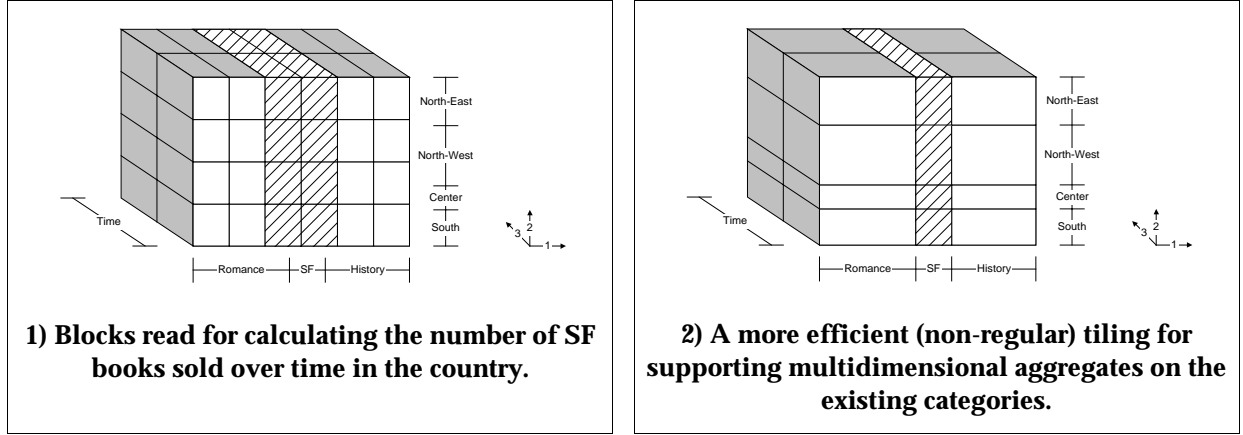 North-East
North-West
Center
South
Time
3 2
1
Romance SF History
1) Blocks read for calculating the number of SF
books sold over time in the country.
North-East
North-West
Center
South
Time
3 2
1
Romance SF History
2) A more efficient (non-regular) tiling for
supporting multidimensional aggregates on the
existing categories.